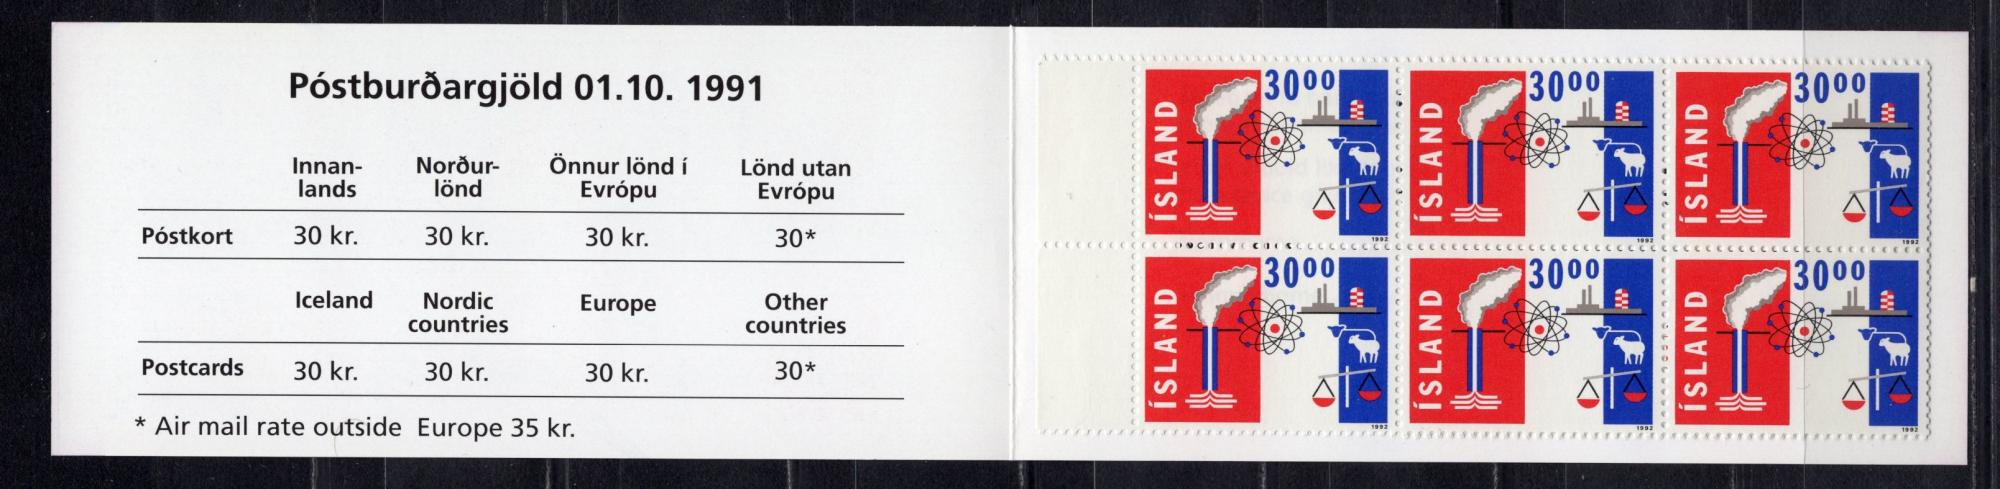 Póstburðargjöld 01.10. 1991
Innan- Norður- Önnur lönd í Lönd utan
lands lönd Evrópu Evrópu
Póstkort 30 kr. 30 kr. 30 kr. 30*
Iceland Nordic Europe Other
countries countries
Postcards 30 kr. 30 kr. 30 kr. 30*
* Air mail rate outside Europe 35 kr.
ÍSLAND 30⁰⁰ 1992
ÍSLAND 30⁰⁰ 1992
ÍSLAND 30⁰⁰ 1992
ÍSLAND 30⁰⁰ 1992
ÍSLAND 30⁰⁰ 1992
ÍSLAND 30⁰⁰ 1992